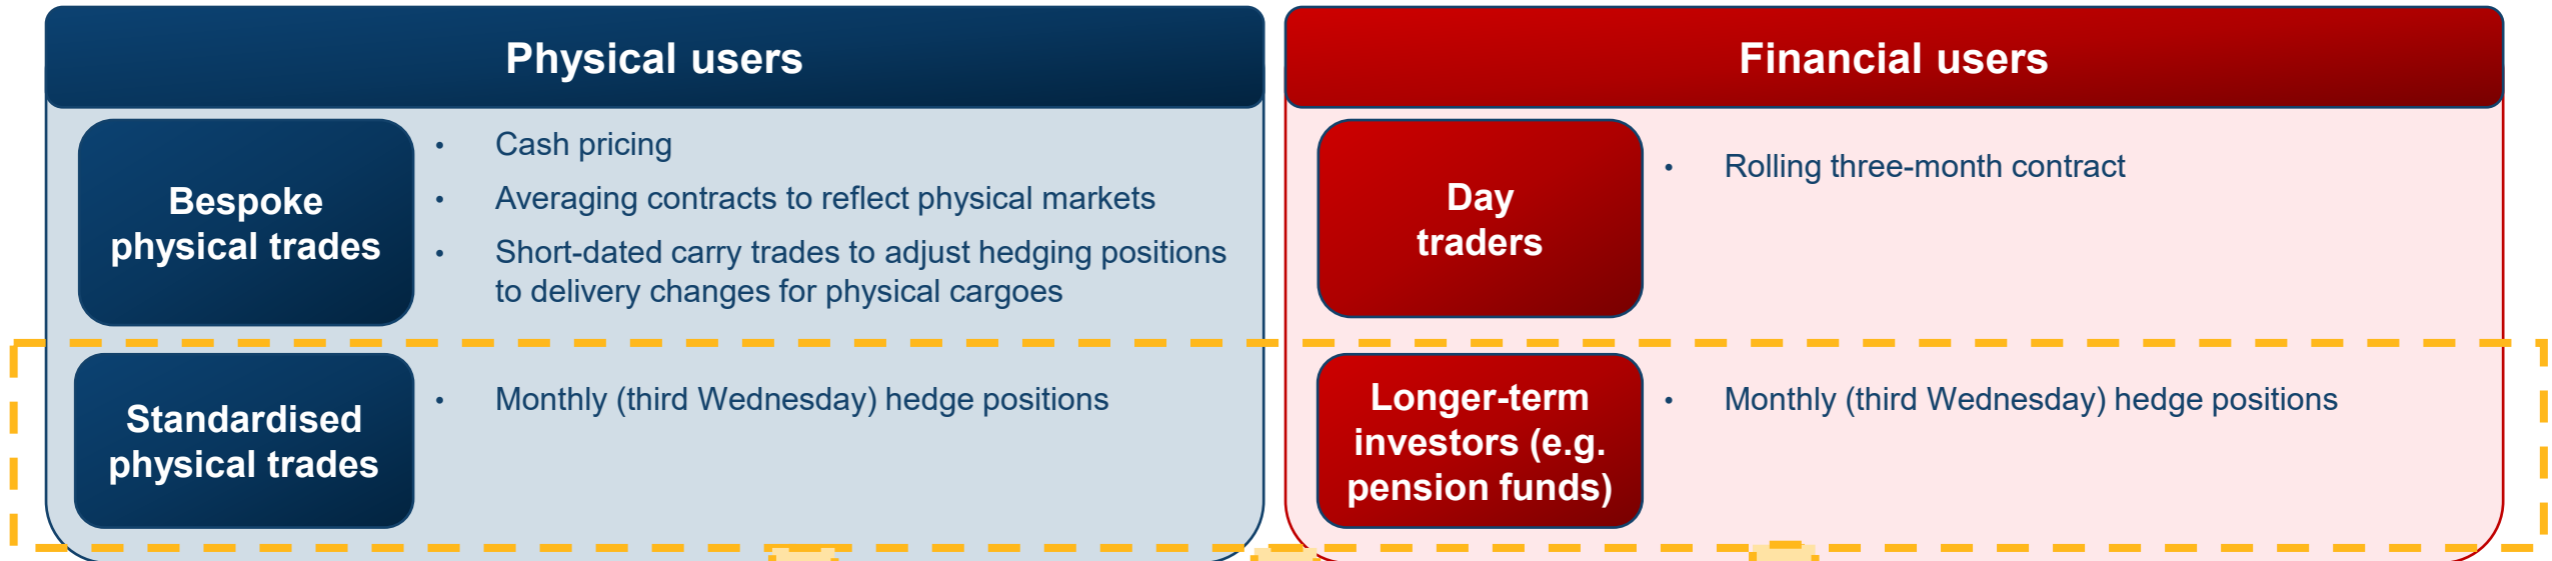 Physical users
Bespoke
physical trades
• Cash pricing
• Averaging contracts to reflect physical markets
• Short-dated carry trades to adjust hedging positions
to delivery changes for physical cargoes
Standardised
physical trades
• Monthly (third Wednesday) hedge positions
Financial users
Day
traders
• Rolling three-month contract
Longer-term
investors (e.g.
pension funds)
• Monthly (third Wednesday) hedge positions